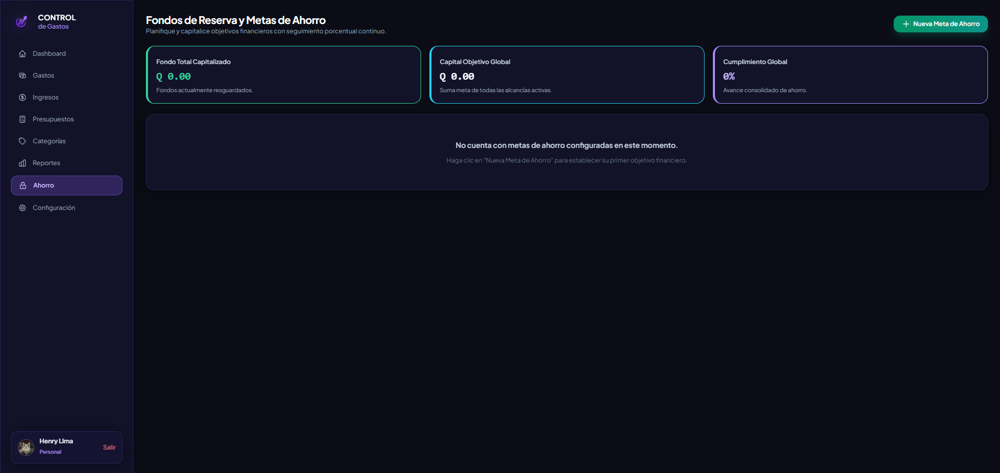 CONTROL
de Gastos
Dashboard
Gastos
Ingresos
Presupuestos
Categorías
Reportes
Ahorro
Configuración
Henry Lima
Personal
Salir
Fondos de Reserva y Metas de Ahorro
Planifique y capitalice objetivos financieros con seguimiento porcentual continuo.
Nueva Meta de Ahorro
Fondo Total Capitalizado
Q 0.00
Fondos actualmente resguardados.
Capital Objetivo Global
Q 0.00
Suma meta de todas las alcancías activas.
Cumplimiento Global
0%
Avance consolidado de ahorro.
No cuenta con metas de ahorro configuradas en este momento.
Haga clic en "Nueva Meta de Ahorro" para establecer su primer objetivo financiero.